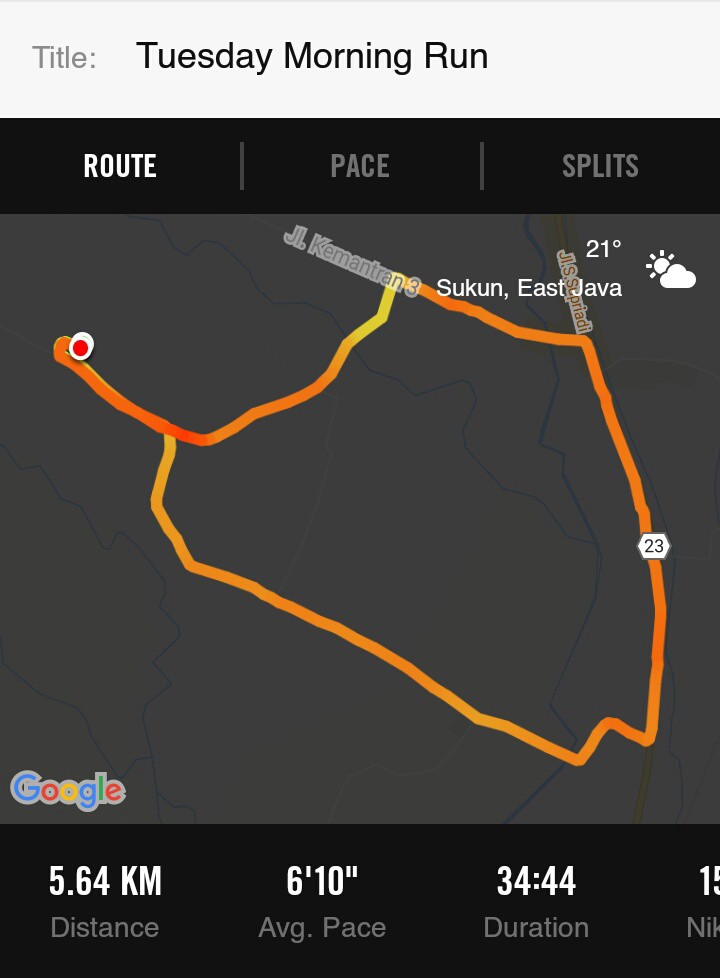 Title: Tuesday Morning Run
ROUTE PACE SPLITS
Jl. Kemantran 3
Jl.S.Supriadi
21°
Sukun, East Java
23
Google
5.64 KM 6'10" 34:44 15
Distance Avg. Pace Duration Nik